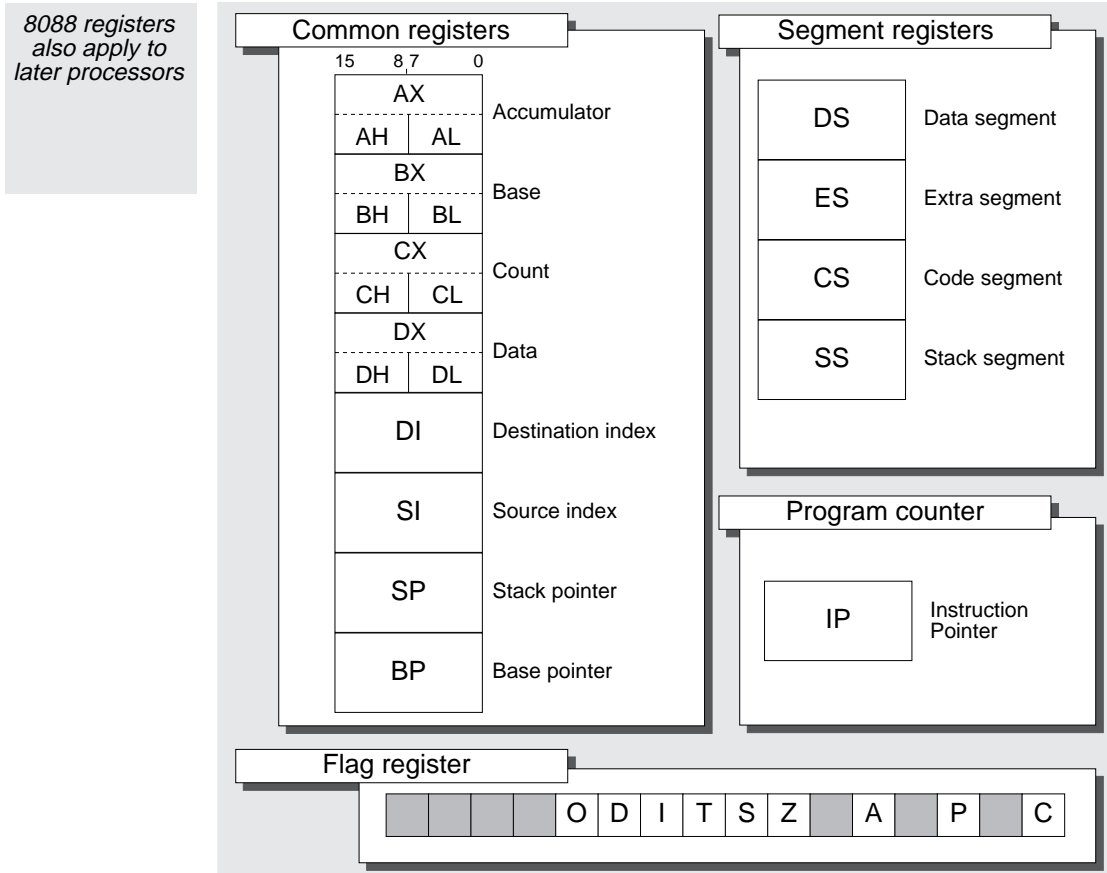 8088 registers
also apply to
later processors
Common registers
15 8 7 0
AX
AH AL
Accumulator
BX
BH BL
Base
CX
CH CL
Count
DX
DH DL
Data
DI
Destination index
SI
Source index
SP
Stack pointer
BP
Base pointer
Segment registers
DS
Data segment
ES
Extra segment
CS
Code segment
SS
Stack segment
Program counter
IP
Instruction
Pointer
Flag register
O D I T S Z A P C